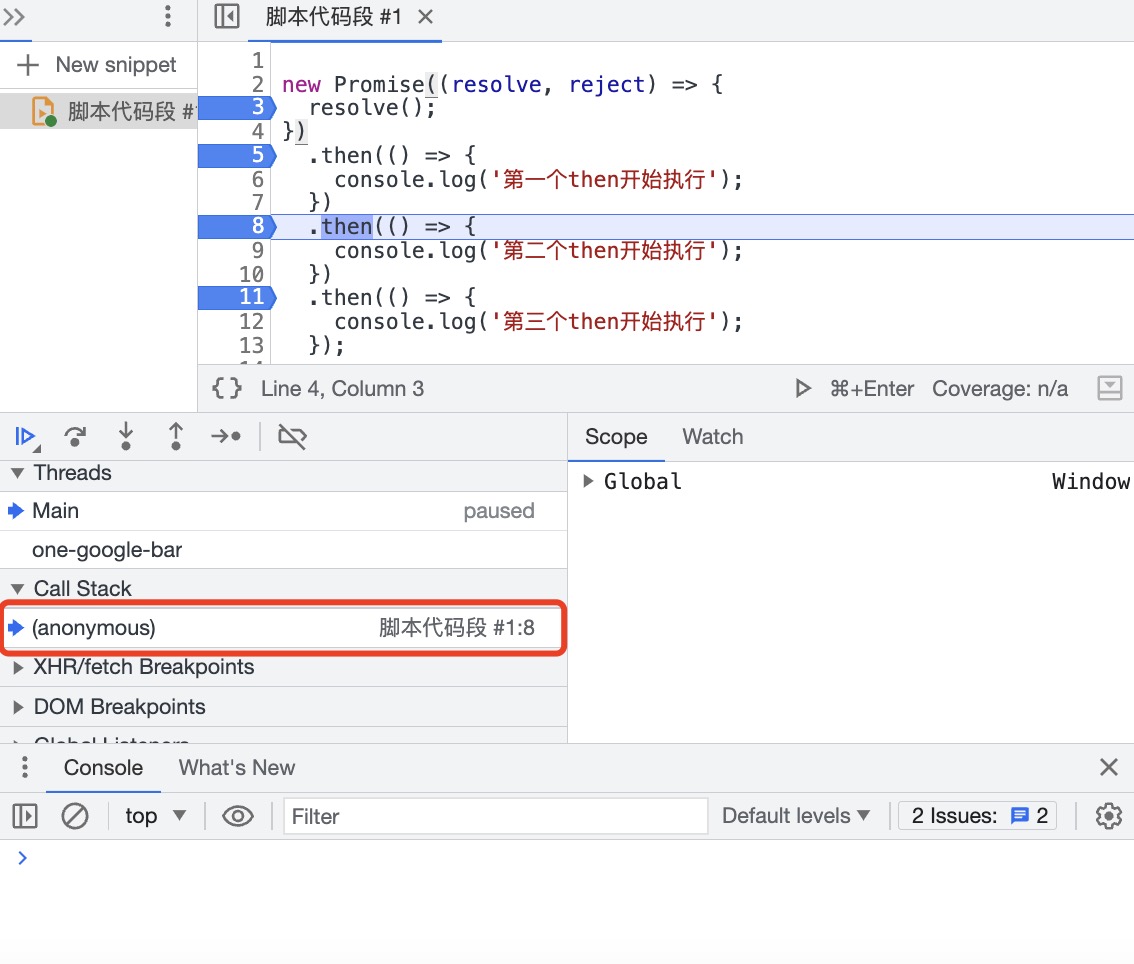 脚本代码段 #1
New snippet
脚本代码段 #
1
2 new Promise((resolve, reject) => {
3 resolve();
4 })
5 .then(() => {
6 console.log('第一个then开始执行');
7 })
8 .then(() => {
9 console.log('第二个then开始执行');
10 })
11 .then(() => {
12 console.log('第三个then开始执行');
13 });
{} Line 4, Column 3 ⌘+Enter Coverage: n/a
Scope Watch
Threads
Global Window
Main paused
one-google-bar
Call Stack
(anonymous) 脚本代码段 #1:8
XHR/fetch Breakpoints
DOM Breakpoints
Console What's New
top Filter Default levels 2 Issues: 2